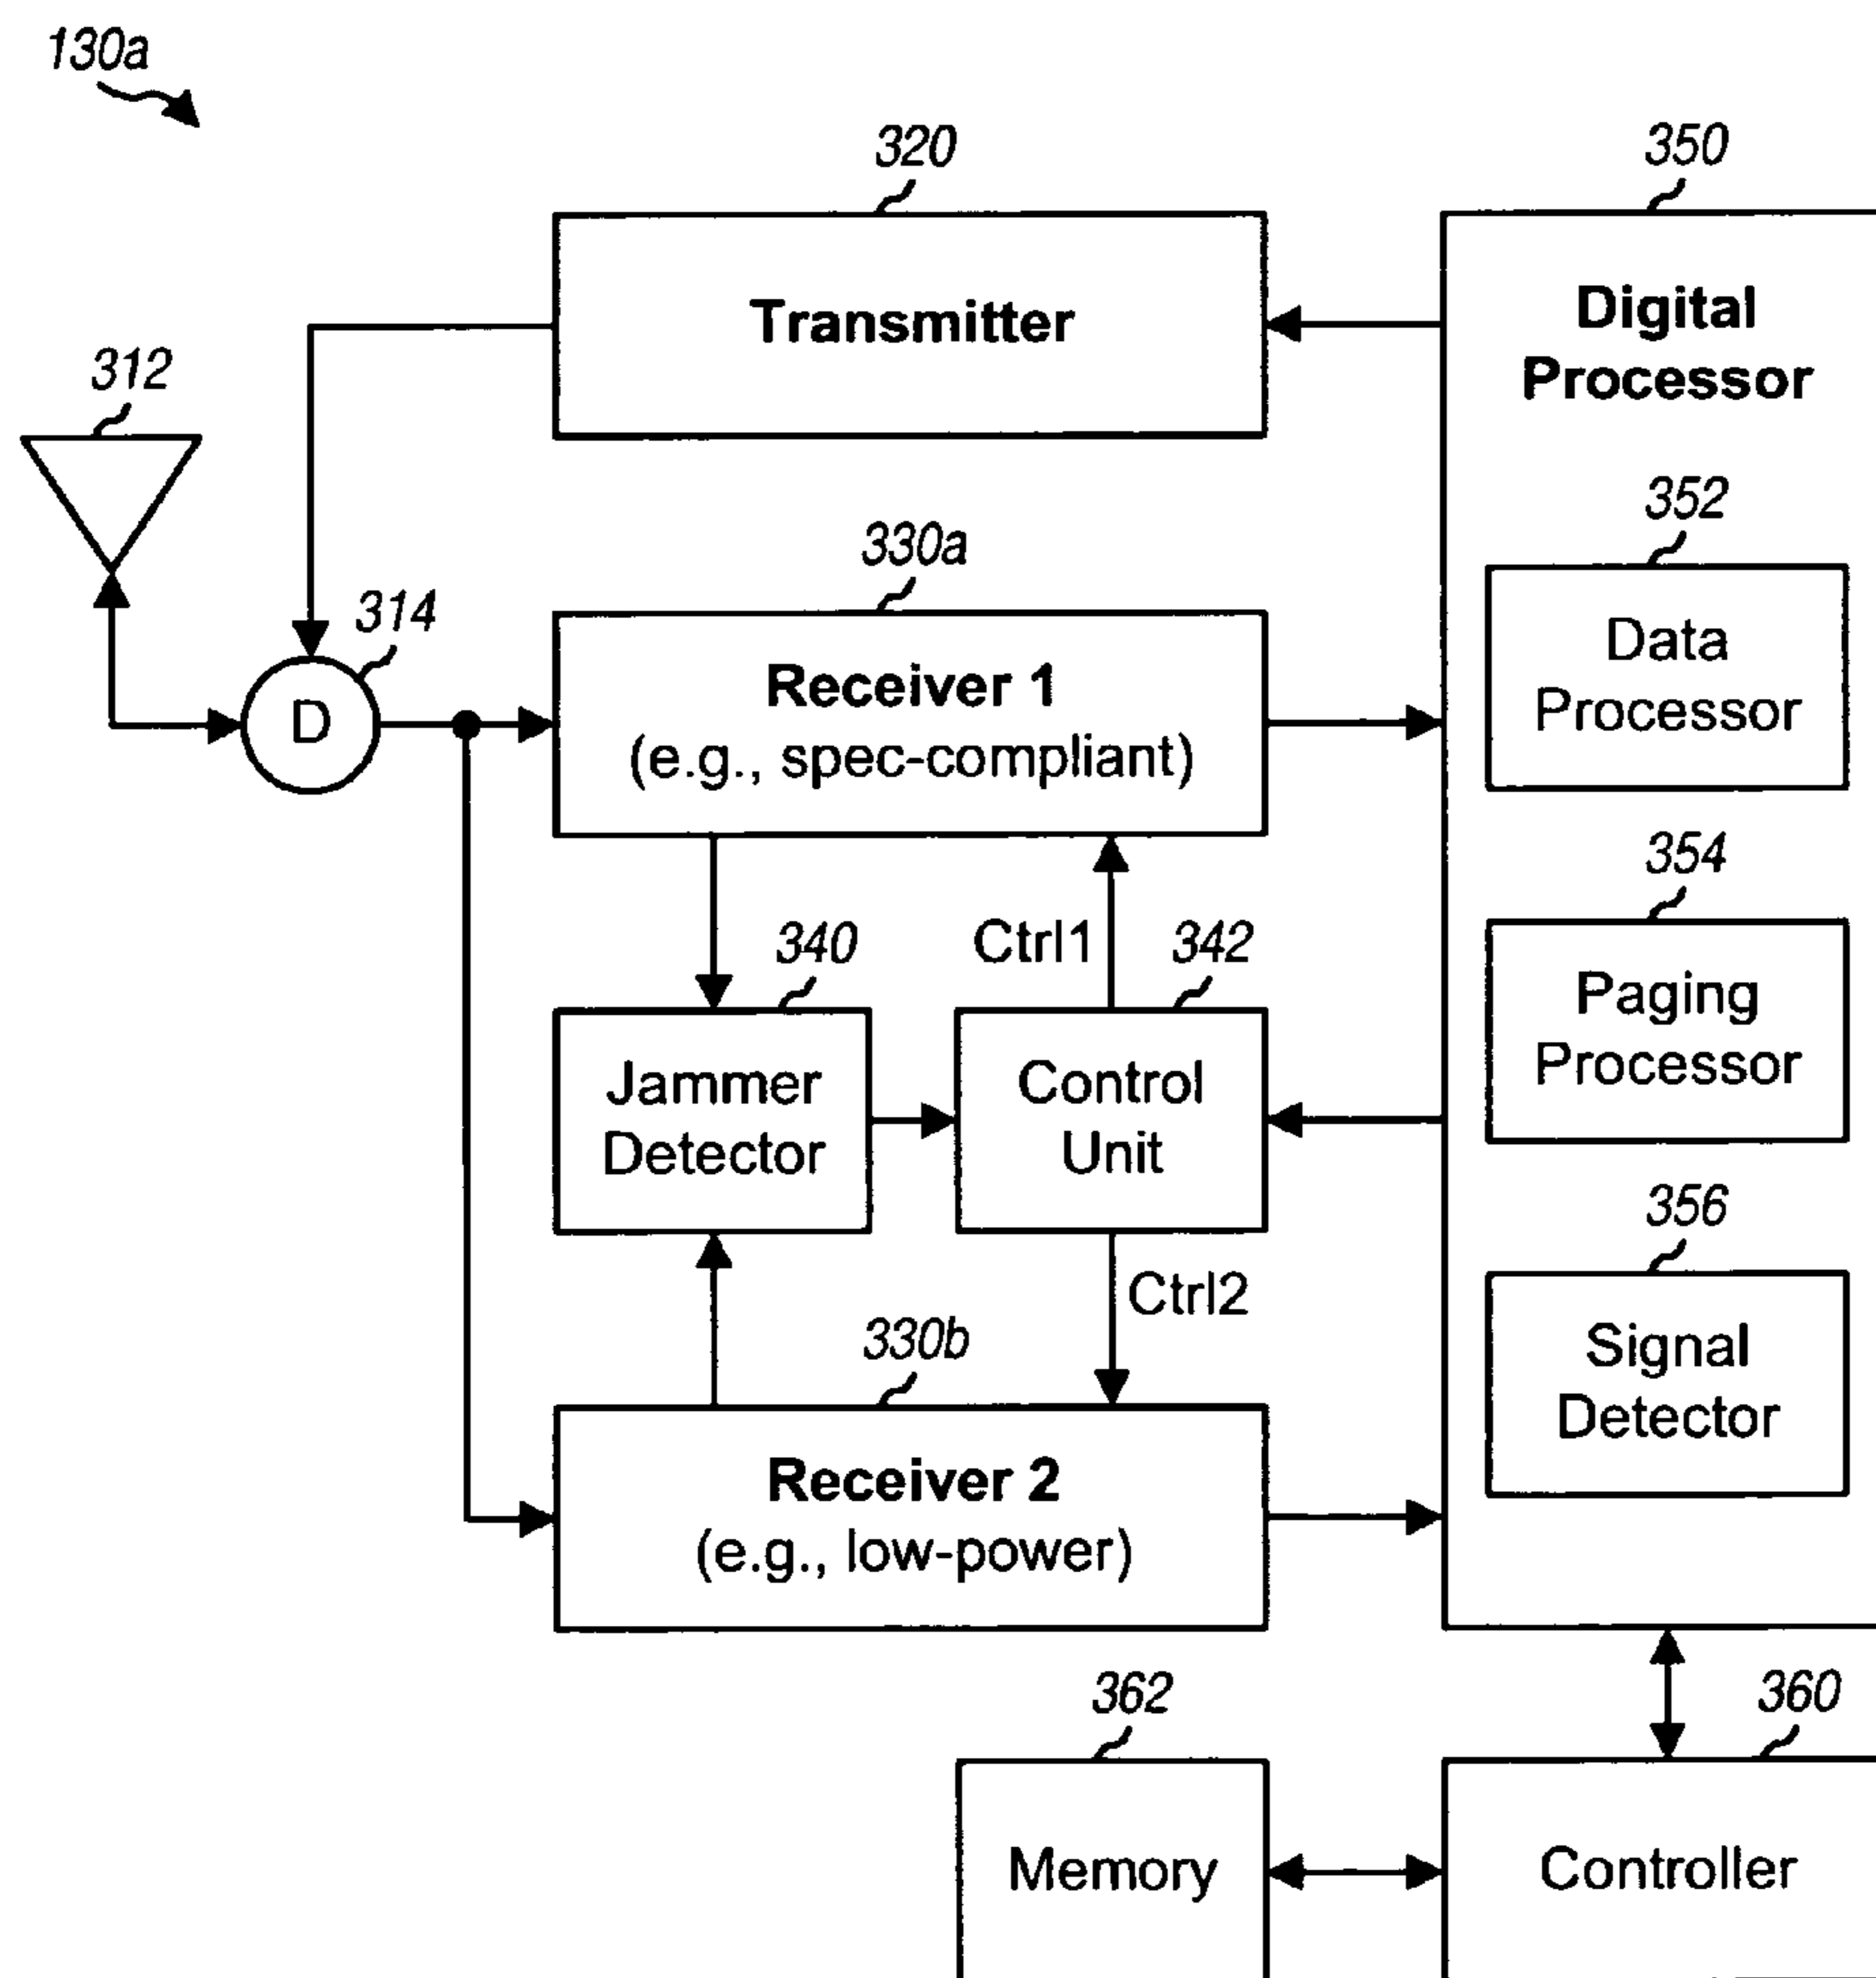 130a
320
350
Transmitter
Digital
Processor
312
352
330a
Data
Processor
314
D
Receiver 1
(e.g., spec-compliant)
354
340
Ctrl1
342
Paging
Processor
Jammer
Detector
Control
Unit
356
Ctrl2
Signal
Detector
330b
Receiver 2
(e.g., low-power)
362
360
Memory
Controller